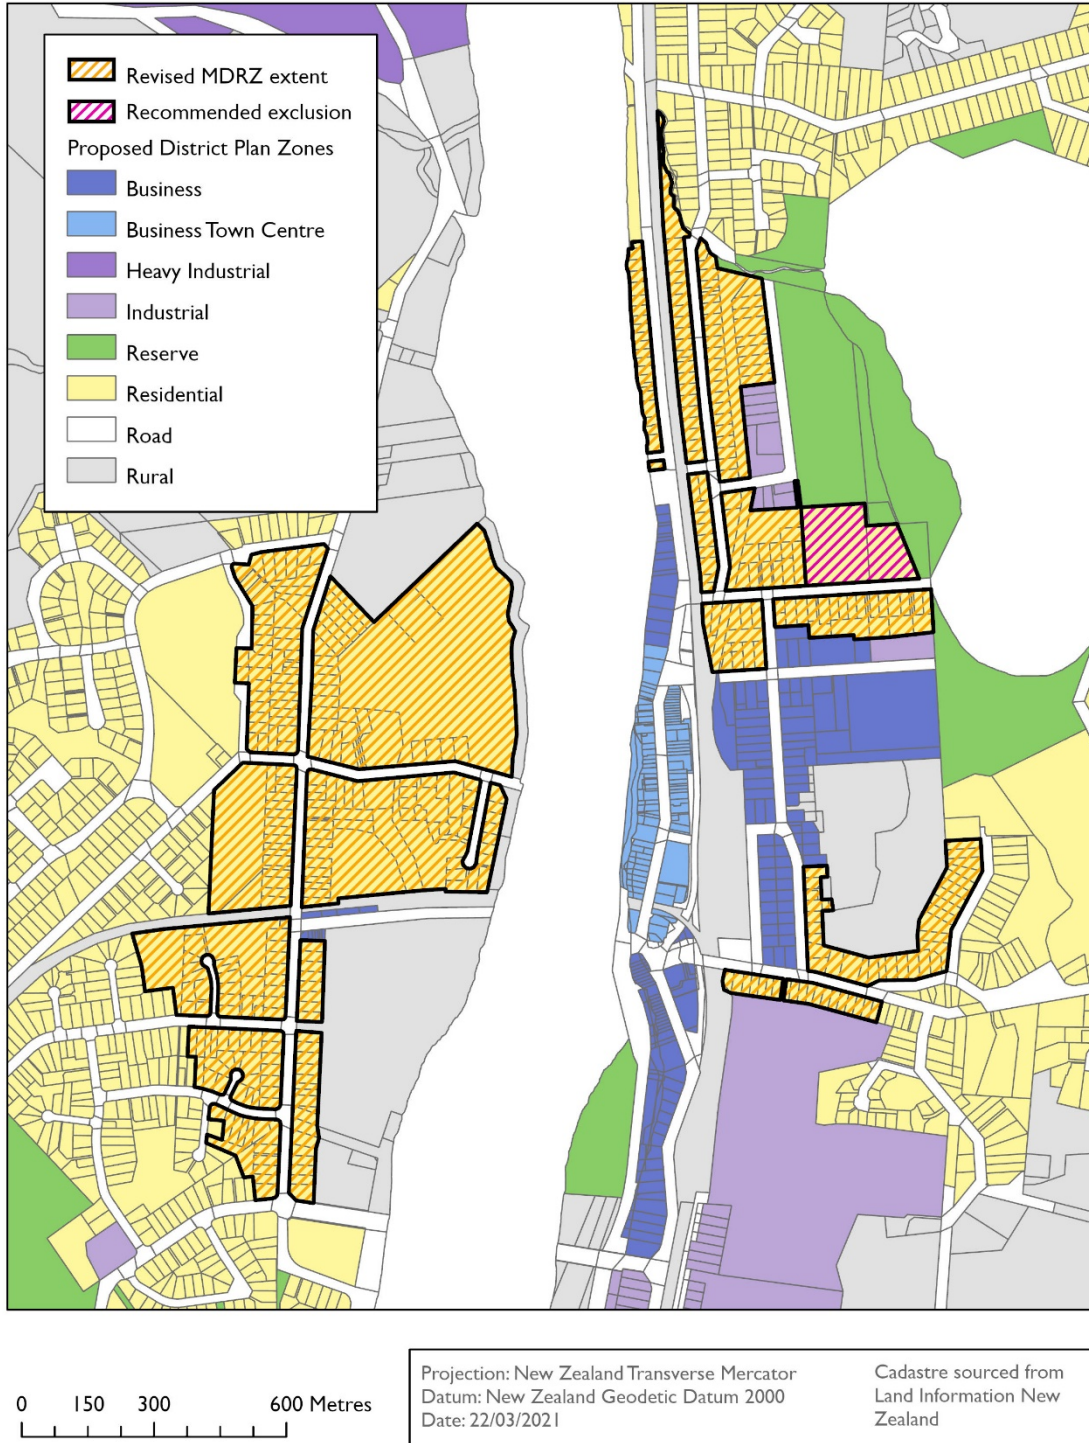 Revised MDRZ extent
Recommended exclusion
Proposed District Plan Zones
Business
Business Town Centre
Heavy Industrial
Industrial
Reserve
Residential
Road
Rural
0 150 300 600 Metres
Projection: New Zealand Transverse Mercator
Datum: New Zealand Geodetic Datum 2000
Date: 22/03/2021
Cadastre sourced from
Land Information New
Zealand